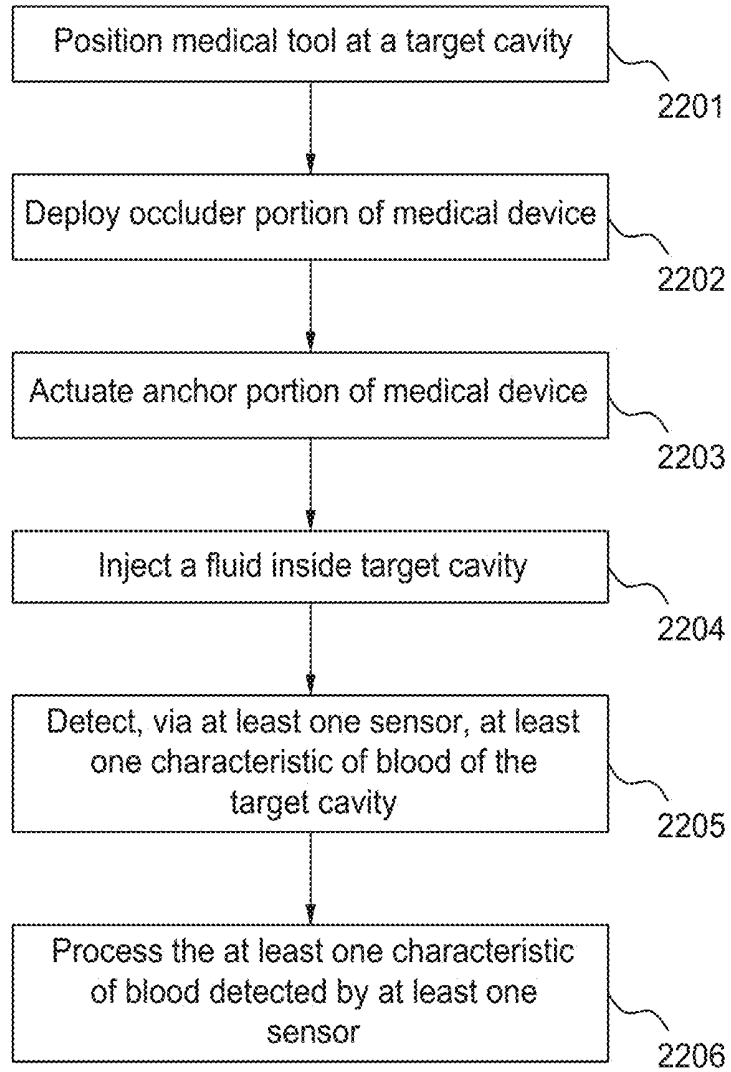 Position medical tool at a target cavity
2201
Deploy occluder portion of medical device
2202
Actuate anchor portion of medical device
2203
Inject a fluid inside target cavity
2204
Detect, via at least one sensor, at least
one characteristic of blood of the
target cavity
2205
Process the at least one characteristic
of blood detected by at least one
sensor
2206